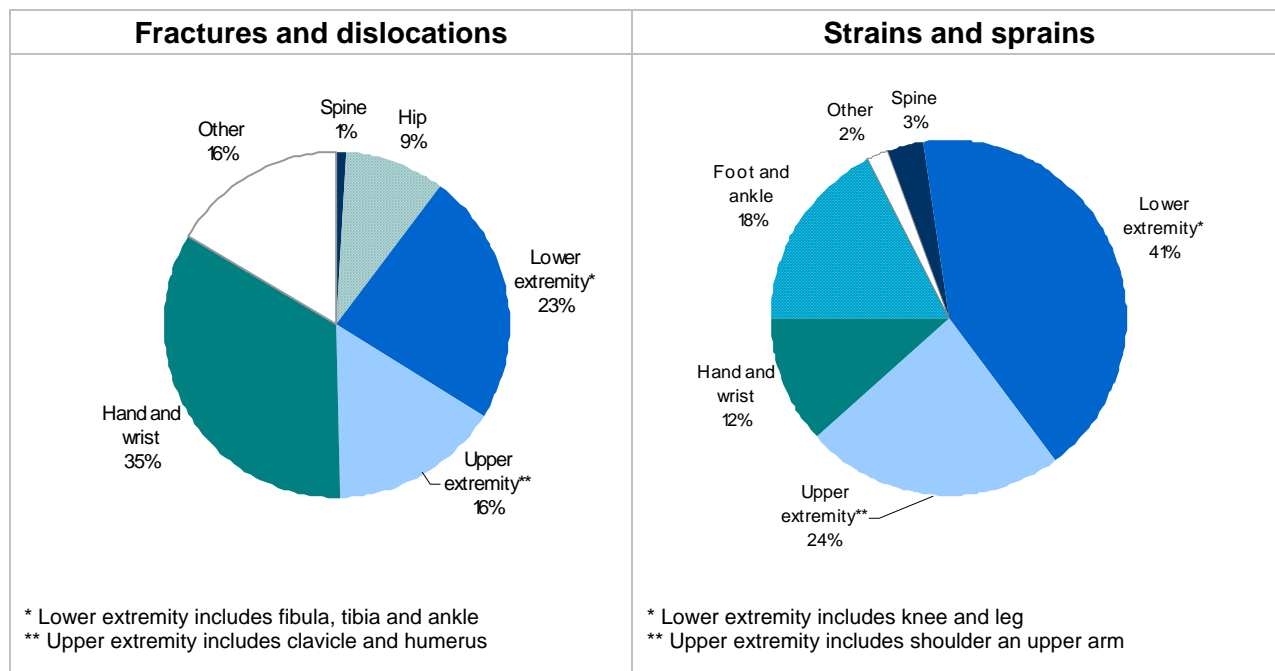 Fractures and dislocations
Spine
1%
Hip
9%
Other
16%
Lower
extremity*
23%
Hand and
wrist
35%
Upper
extremity**
16%
* Lower extremity includes fibula, tibia and ankle
** Upper extremity includes clavicle and humerus
Strains and sprains
Other
2%
Spine
3%
Foot and
ankle
18%
Lower
extremity*
41%
Hand and
wrist
12%
Upper
extremity**
24%
* Lower extremity includes knee and leg
** Upper extremity includes shoulder an upper arm